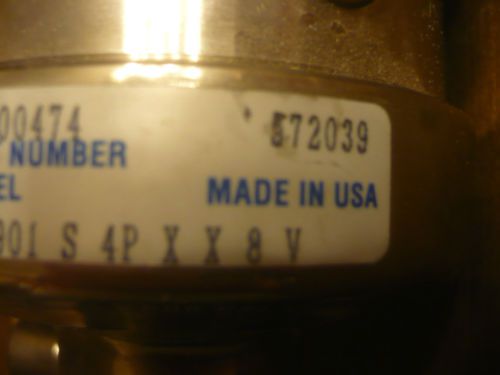 00474 572039
NUMBER
EL MADE IN USA
901 S 4P X X 8 V